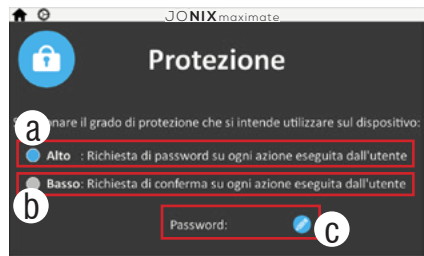 JONIXmaximate
Protezione
a
onare il grado di protezione che si intende utilizzare sul dispositivo:
Alto : Richiesta di password su ogni azione eseguita dall'utente
Basso: Richiesta di conferma su ogni azione eseguita dall'utente
b
Password:
c